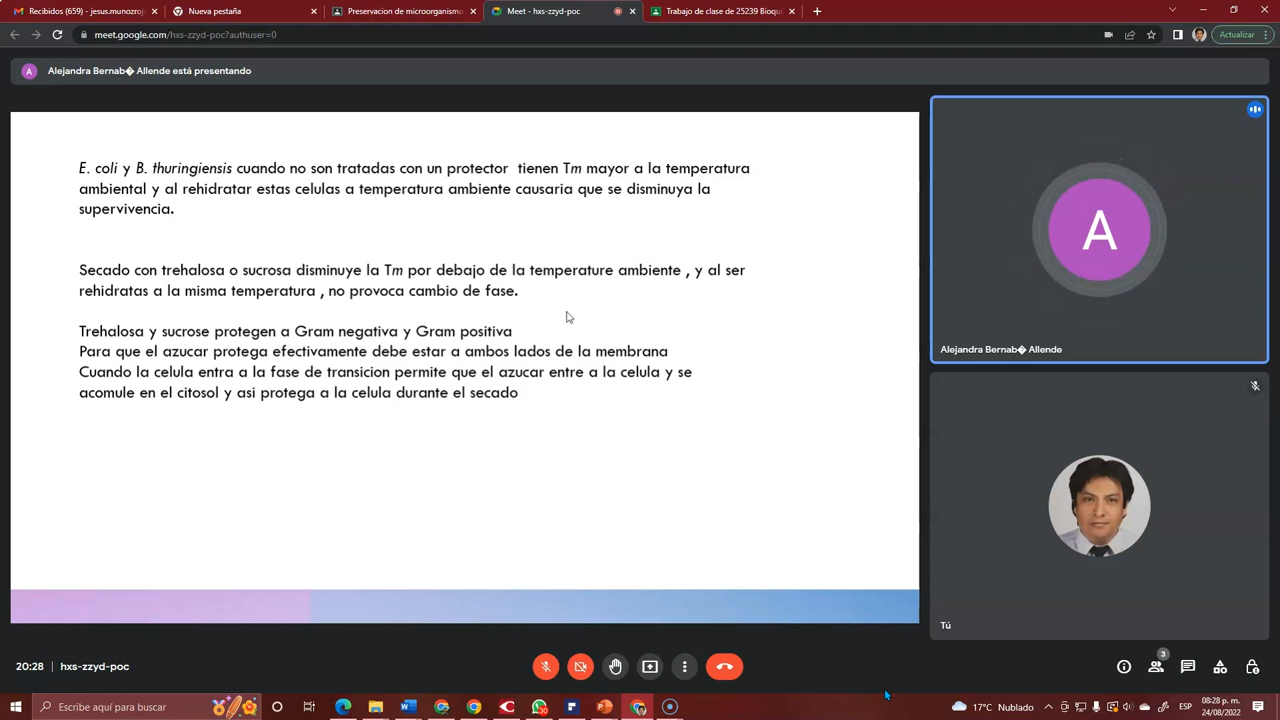 Recibidos (659) - jesus.munozroja
Nueva pestaña
Preservacion de microorganismo
Meet - hxs-zzyd-poc
Trabajo de clase de 25239 Bioqu
meet.google.com/hxs-zzyd-poc?authuser=0
Actualizar
A
Alejandra Bernab� Allende está presentando
E. coli y B. thuringiensis cuando no son tratadas con un protector tienen Tm mayor a la temperatura
ambiental y al rehidratar estas celulas a temperatura ambiente causaria que se disminuya la
supervivencia.
Secado con trehalosa o sucrosa disminuye la Tm por debajo de la temperature ambiente , y al ser
rehidratas a la misma temperatura , no provoca cambio de fase.
Trehalosa y sucrose protegen a Gram negativa y Gram positiva
Para que el azucar protega efectivamente debe estar a ambos lados de la membrana
Cuando la celula entra a la fase de transicion permite que el azucar entre a la celula y se
acomule en el citosol y asi protega a la celula durante el secado
A
Alejandra Bernab� Allende
Tú
20:28 | hxs-zzyd-poc
3
Escribe aquí para buscar
30
17°C Nublado
ESP
08:28 p. m.
24/08/2022